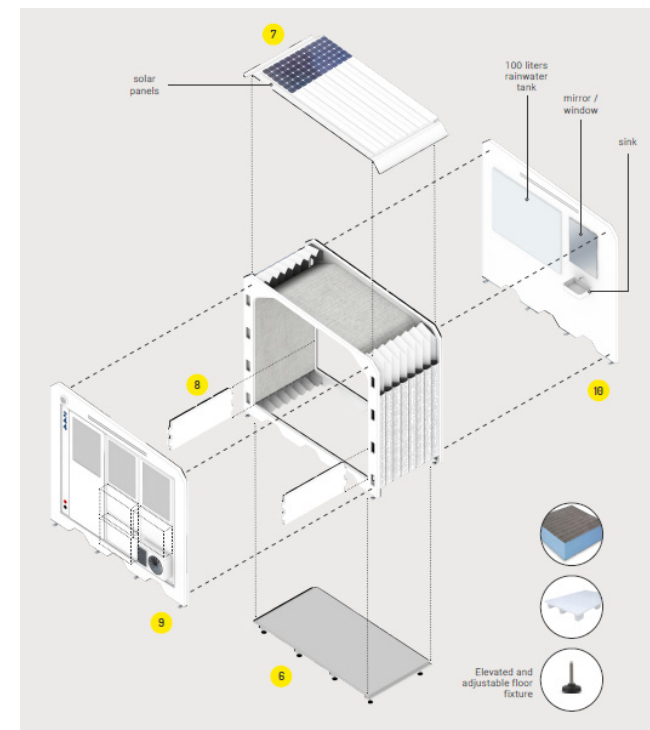 7
solar
panels
100 liters
rainwater
tank
mirror /
window
sink
8
10
9
6
Elevated and
adjustable floor
fixture